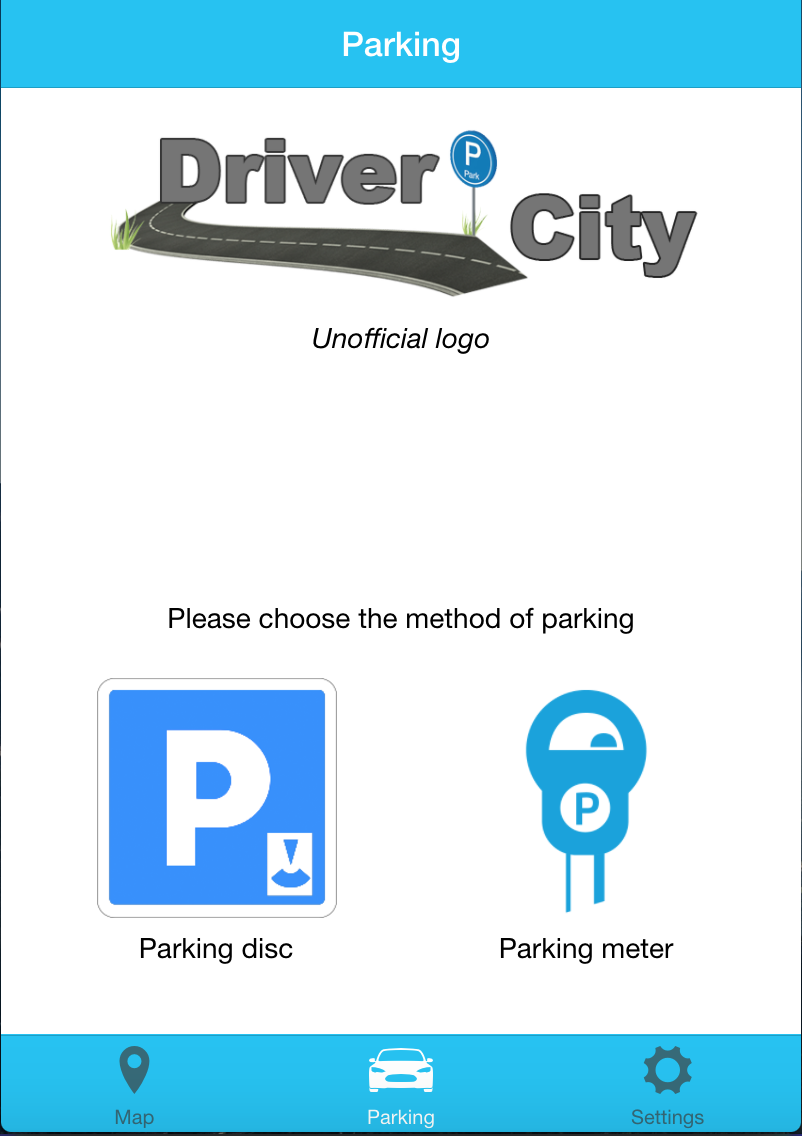 Parking
Driver
P
Park
City
Unofficial logo
Please choose the method of parking
P
P
Parking disc
Parking meter
Map
Parking
Settings